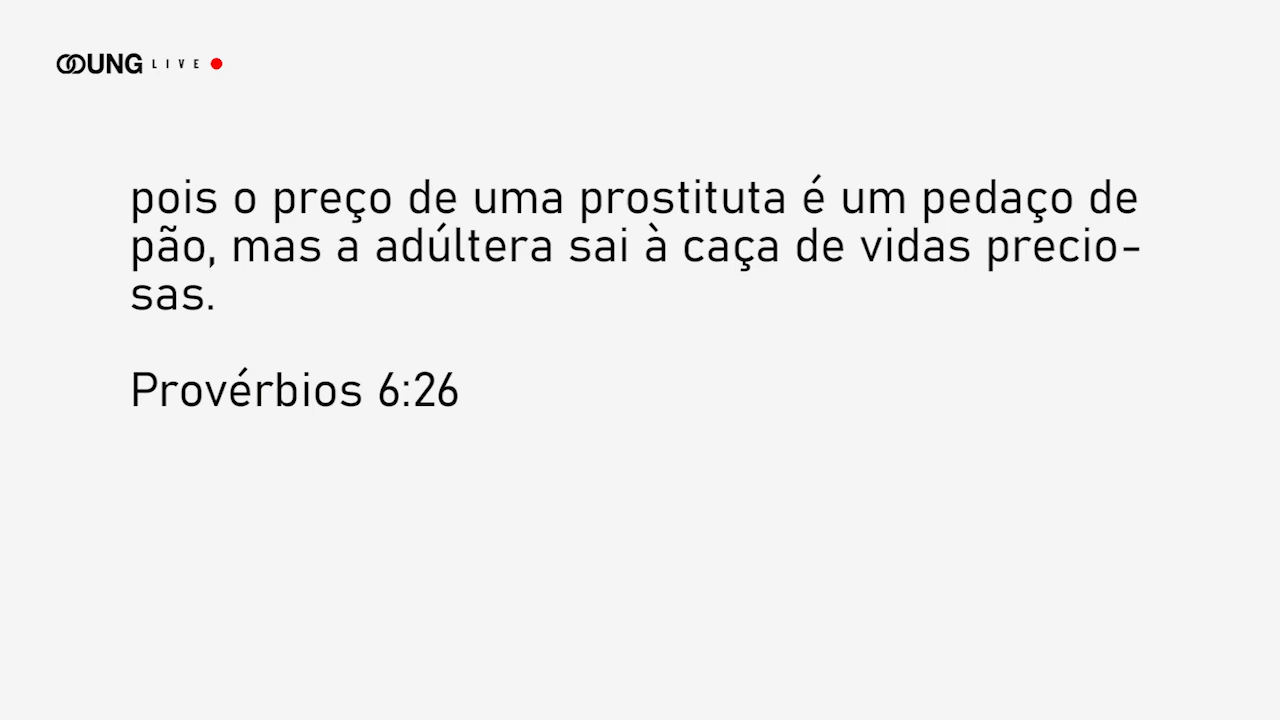 UNG LIVE
pois o preço de uma prostituta é um pedaço de
pão, mas a adúltera sai à caça de vidas precio-
sas.
Provérbios 6:26